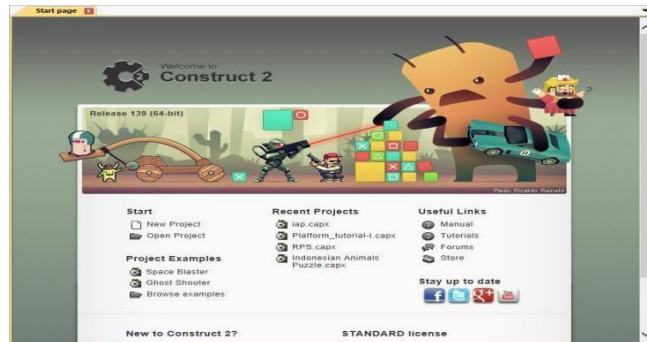 Start page
Welcome to
Construct 2
Release 139 (64-bit)
Paulo Ricardo Reinehr
Start
New Project
Open Project
Project Examples
Space Blaster
Ghost Shooter
Browse examples
Recent Projects
iap.capx
Platform_tutorial-I.capx
RPS.capx
Indonesian Animals
Puzzle.capx
Useful Links
Manual
Tutorials
Forums
Store
Stay up to date
New to Construct 2?
STANDARD license